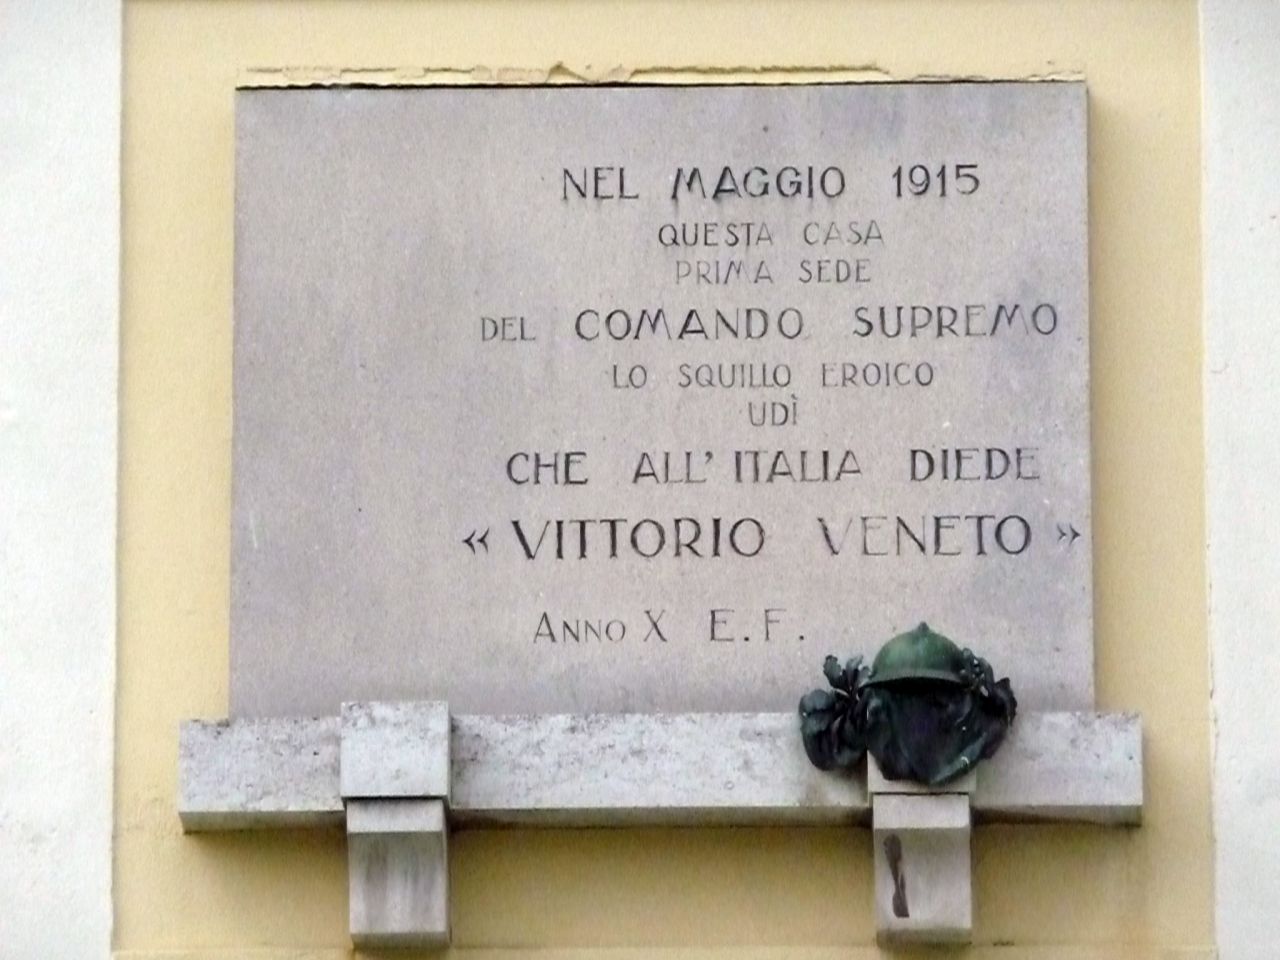 NEL MAGGIO 1915
QUESTA CASA
PRIMA SEDE
DEL COMANDO SUPREMO
LO SQUILLO EROICO
UDÌ
CHE ALL' ITALIA DIEDE
« VITTORIO VENETO »
ANNO X E.F.